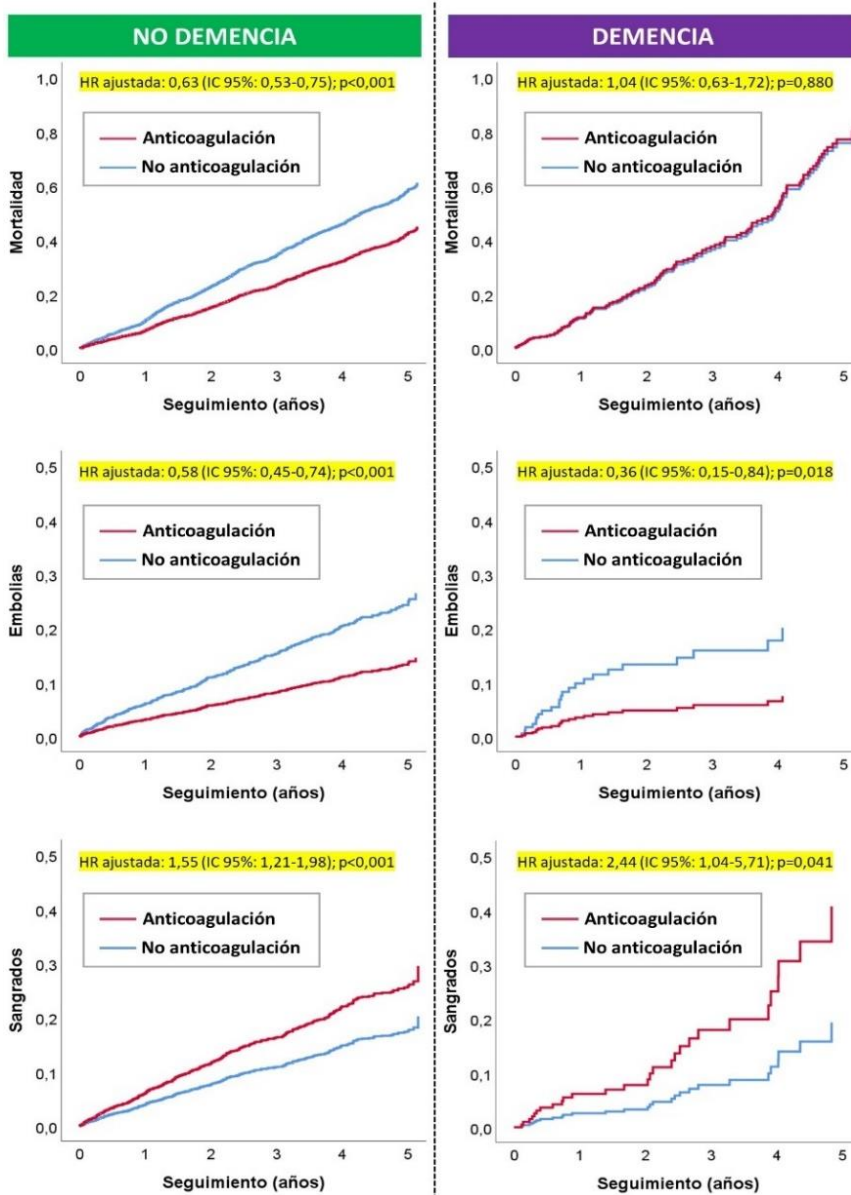 NO DEMENCIA
HR ajustada: 0,63 (IC 95%: 0,53-0,75); p<0,001
Anticoagulación
No anticoagulación
Mortalidad
1,0
0,8
0,6
0,4
0,2
0,0
0 1 2 3 4 5
Seguimiento (años)
DEMENCIA
HR ajustada: 1,04 (IC 95%: 0,63-1,72; p=0,880
Anticoagulación
No anticoagulación
Mortalidad
1,0
0,8
0,6
0,4
0,2
0,0
0 1 2 3 4 5
Seguimiento (años)
HR ajustada: 0,58 (IC 95%: 0,45-0,74); p<0,001
Anticoagulación
No anticoagulación
Embolias
0,5
0,4
0,3
0,2
0,1
0,0
0 1 2 3 4 5
Seguimiento (años)
HR ajustada: 0,36 (IC 95%: 0,15-0,84); p=0,018
Anticoagulación
No anticoagulación
Embolias
0,5
0,4
0,3
0,2
0,1
0,0
0 1 2 3 4 5
Seguimiento (años)
HR ajustada: 1,55 (IC 95%: 1,21-1,98); p<0,001
Anticoagulación
No anticoagulación
Sangrados
0,5
0,4
0,3
0,2
0,1
0,0
0 1 2 3 4 5
Seguimiento (años)
HR ajustada: 2,44 (IC 95%: 1,04-5,71); p=0,041
Anticoagulación
No anticoagulación
Sangrados
0,5
0,4
0,3
0,2
0,1
0,0
0 1 2 3 4 5
Seguimiento (años)